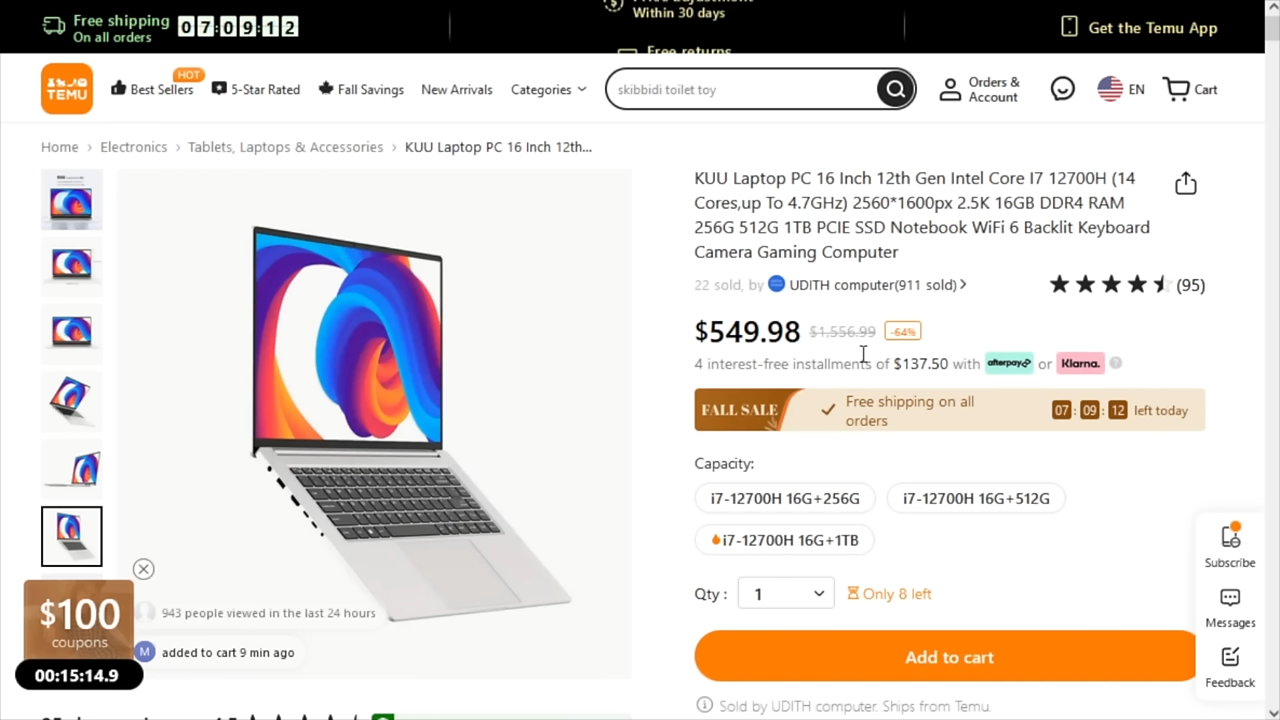 Free shipping
On all orders
07:09:12
Within 30 days
Free returns
Get the Temu App
TEMU
Best Sellers
HOT
5-Star Rated
Fall Savings
New Arrivals
Categories
skibbidi toilet toy
Orders &
Account
EN
Cart
Home › Electronics › Tablets, Laptops & Accessories › KUU Laptop PC 16 Inch 12th...
KUU Laptop PC 16 Inch 12th Gen Intel Core I7 12700H (14
Cores,up To 4.7GHz) 2560*1600px 2.5K 16GB DDR4 RAM
256G 512G 1TB PCIE SSD Notebook WiFi 6 Backlit Keyboard
Camera Gaming Computer
22 sold, by UDITH computer(911 sold) ›
(95)
$549.98 $1,556.99 -64%
4 interest-free installments of $137.50 with afterpay or Klarna. ?
FALL SALE
Free shipping on all
orders
07:09:12 left today
Capacity:
i7-12700H 16G+256G
i7-12700H 16G+512G
i7-12700H 16G+1TB
Qty : 1
Only 8 left
Add to cart
Sold by UDITH computer. Ships from Temu.
943 people viewed in the last 24 hours
M added to cart 9 min ago
$100
coupons
00:15:14.9
Subscribe
Messages
Feedback